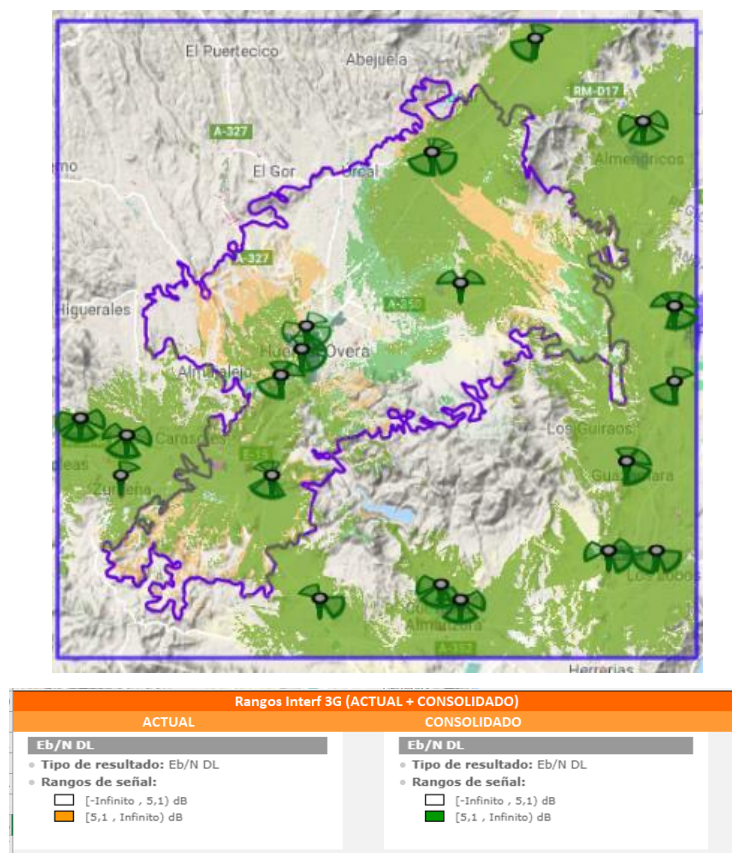 El Puertecico
Abejuela
RM-D17
A-327
Almendricos
El Gor
Úrcal
A-327
Higuerales
A-350
Huércal-Overa
Almajalejo
Carasoles
Los Guiraos
E-15
Zurgena
Guazamara
Los Lobos
Almanzora
A-352
Herrerías
Rangos Interf 3G (ACTUAL + CONSOLIDADO)
ACTUAL CONSOLIDADO
Eb/N DL Eb/N DL
Tipo de resultado: Eb/N DL Tipo de resultado: Eb/N DL
Rangos de señal: Rangos de señal:
[-Infinito , 5,1) dB [-Infinito , 5,1) dB
[5,1 , Infinito) dB [5,1 , Infinito) dB